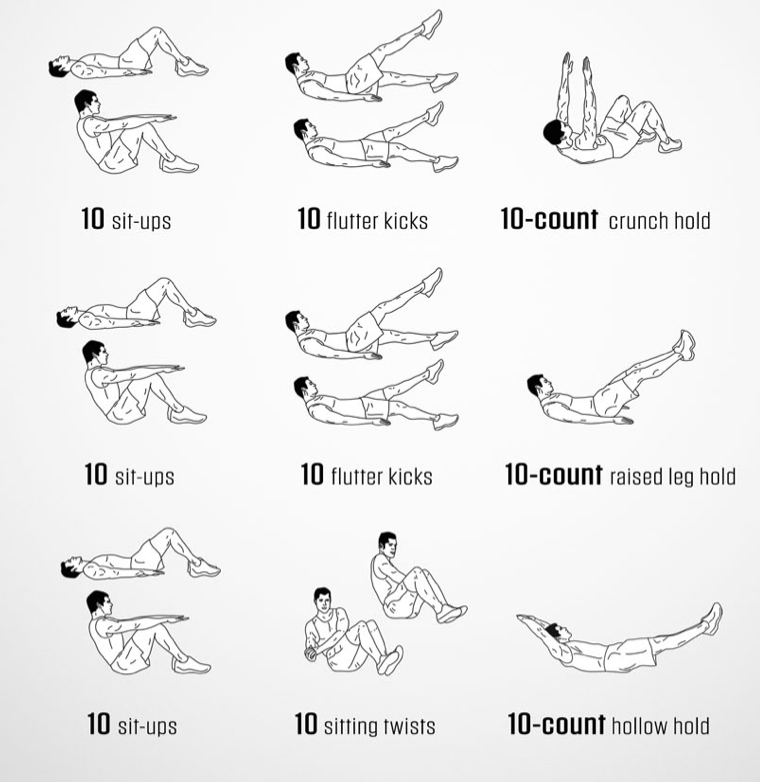 10 sit-ups
10 flutter kicks
10-count crunch hold
10 sit-ups
10 flutter kicks
10-count raised leg hold
10 sit-ups
10 sitting twists
10-count hollow hold